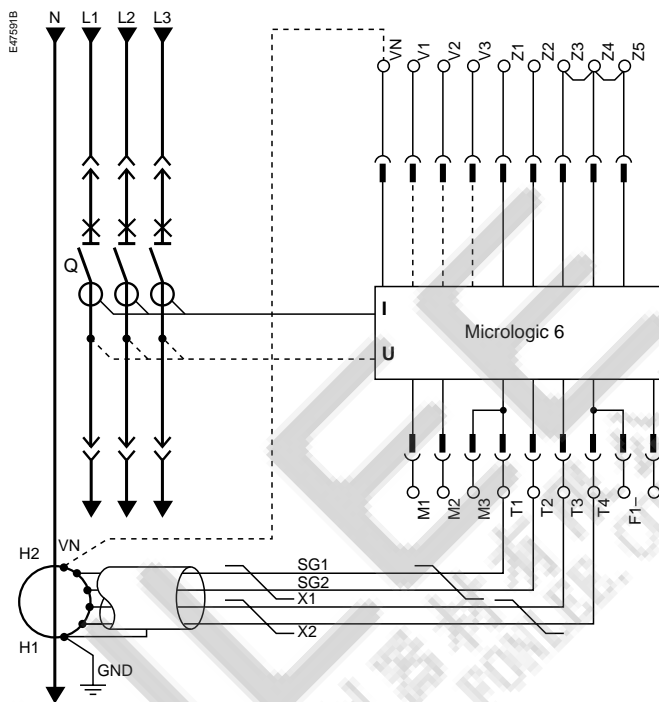 E47591B
N L1 L2 L3
VN V1 V2 V3 Z1 Z2 Z3 Z4 Z5
Q
I
Micrologic 6
U
M1 M2 M3 T1 T2 T3 T4 F1–
H2 VN
SG1
SG2
X1
X2
H1
GND